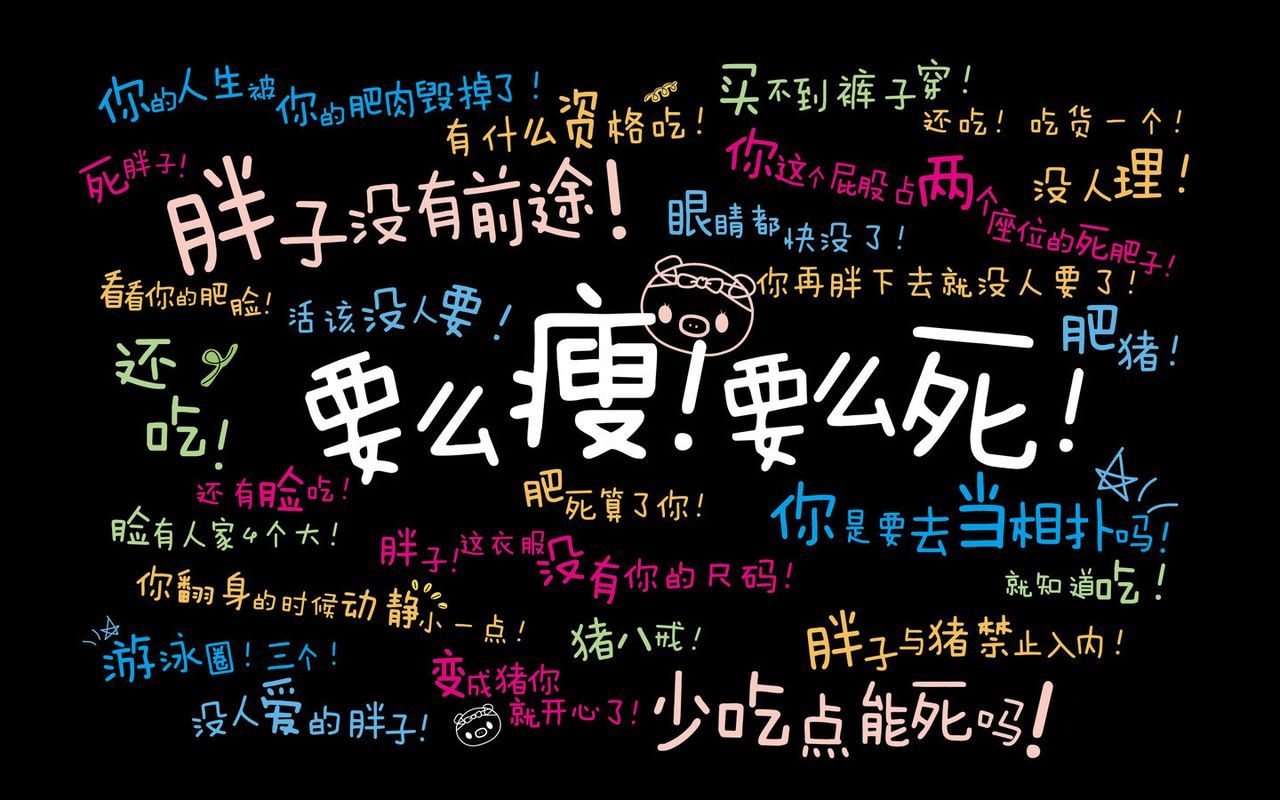 你的人生被你的肥肉毁掉了！
买不到裤子穿！
有什么资格吃！
还吃！吃货一个！
死胖子！
胖子没有前途！
你这个屁股占两个座位的死肥子！
没人理！
眼睛都快没了！
看看你的肥脸！
活该没人要！
你再胖下去就没人要了！
肥猪！
还
吃！
要么瘦！要么死！
还有脸吃！
肥死算了你！
你是要去当相扑吗！
脸有人家4个大！
胖子！这衣服没有你的尺码！
就知道吃！
你翻身的时候动静小一点！
猪八戒！
胖子与猪禁止入内！
游泳圈！三个！
变成猪你
就开心了！
没人爱的胖子！
少吃点能死吗！